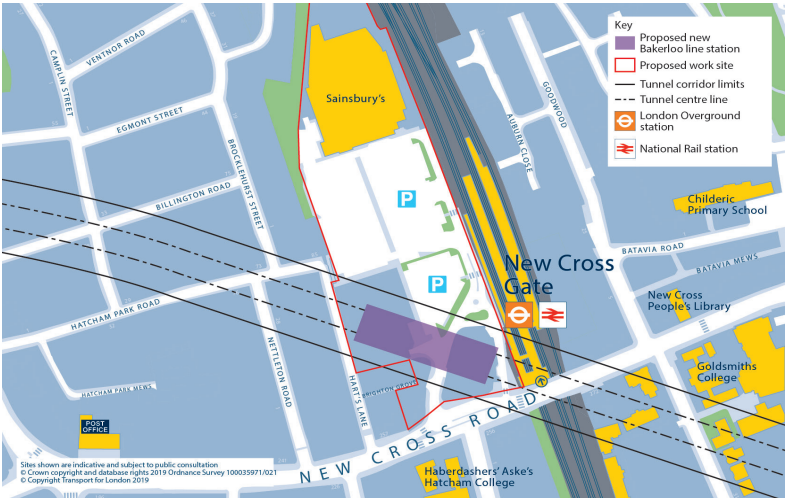 Key
Proposed new
Bakerloo line station
Proposed work site
Tunnel corridor limits
Tunnel centre line
London Overground
station
National Rail station
VENTNOR ROAD
CAMPLIN STREET
EGMONT STREET
BROCKLEHURST STREET
BILLINGTON ROAD
HATCHAM PARK ROAD
HATCHAM PARK MEWS
NETTLETON ROAD
HART'S LANE
BRIGHTON GROVE
Sainsbury's
P
P
AUBURN CLOSE
GOODWOOD
Childeric
Primary School
BATAVIA ROAD
BATAVIA MEWS
New Cross
Gate
New Cross
People's Library
Goldsmiths
College
POST
OFFICE
NEW CROSS ROAD
Haberdashers' Aske's
Hatcham College
Sites shown are indicative and subject to public consultation
© Crown copyright and database rights 2019 Ordnance Survey 100035971/021
© Copyright Transport for London 2019